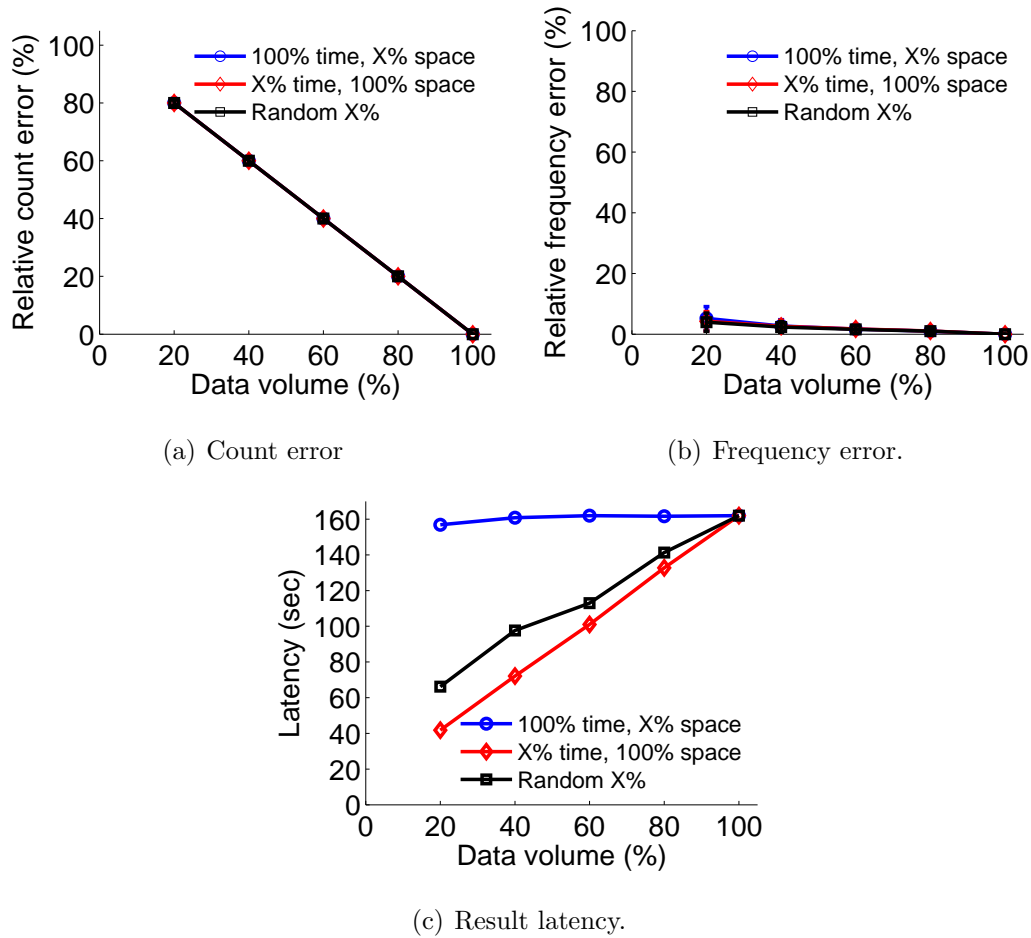 Relative count error (%)
100
80
60
40
20
0
0 20 40 60 80 100
Data volume (%)
100% time, X% space
X% time, 100% space
Random X%
(a) Count error
Relative frequency error (%)
100
80
60
40
20
0
0 20 40 60 80 100
Data volume (%)
100% time, X% space
X% time, 100% space
Random X%
(b) Frequency error.
Latency (sec)
160
140
120
100
80
60
40
20
0
0 20 40 60 80 100
Data volume (%)
100% time, X% space
X% time, 100% space
Random X%
(c) Result latency.